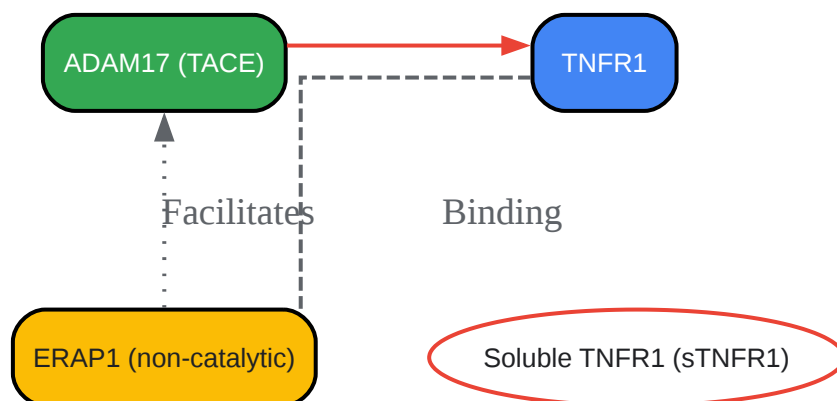 ADAM17 (TACE)
TNFR1
Facilitates
Binding
ERAP1 (non-catalytic)
Soluble TNFR1 (sTNFR1)